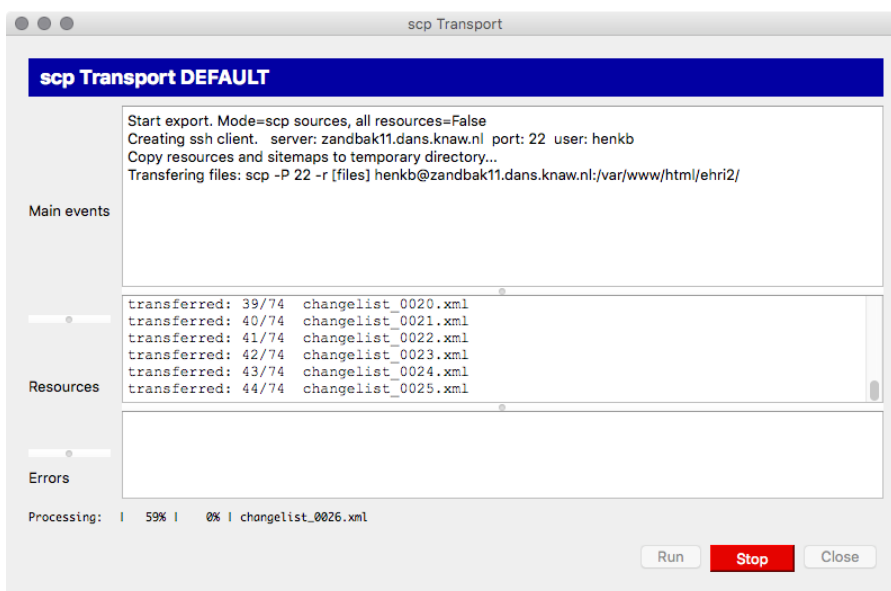 scp Transport
scp Transport DEFAULT
Main events
Start export. Mode=scp sources, all resources=False
Creating ssh client.   server: zandbak11.dans.knaw.nl  port: 22  user: henkb
Copy resources and sitemaps to temporary directory...
Transfering files: scp -P 22 -r [files] henkb@zandbak11.dans.knaw.nl:/var/www/html/ehri2/
Resources
transferred: 39/74  changelist_0020.xml
transferred: 40/74  changelist_0021.xml
transferred: 41/74  changelist_0022.xml
transferred: 42/74  changelist_0023.xml
transferred: 43/74  changelist_0024.xml
transferred: 44/74  changelist_0025.xml
Errors
Processing:  |   59% |    0% | changelist_0026.xml
Run Stop Close